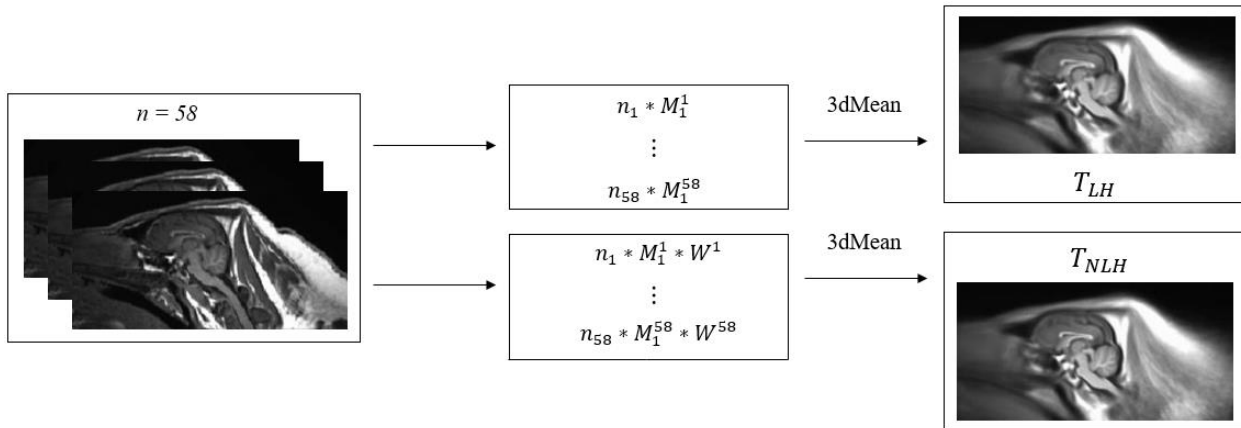 n = 58
n₁ * M₁¹
⋮
n₅₈ * M₁⁵⁸
3dMean
T_LH
n₁ * M₁¹ * W¹
⋮
n₅₈ * M₁⁵⁸ * W⁵⁸
3dMean
T_NLH